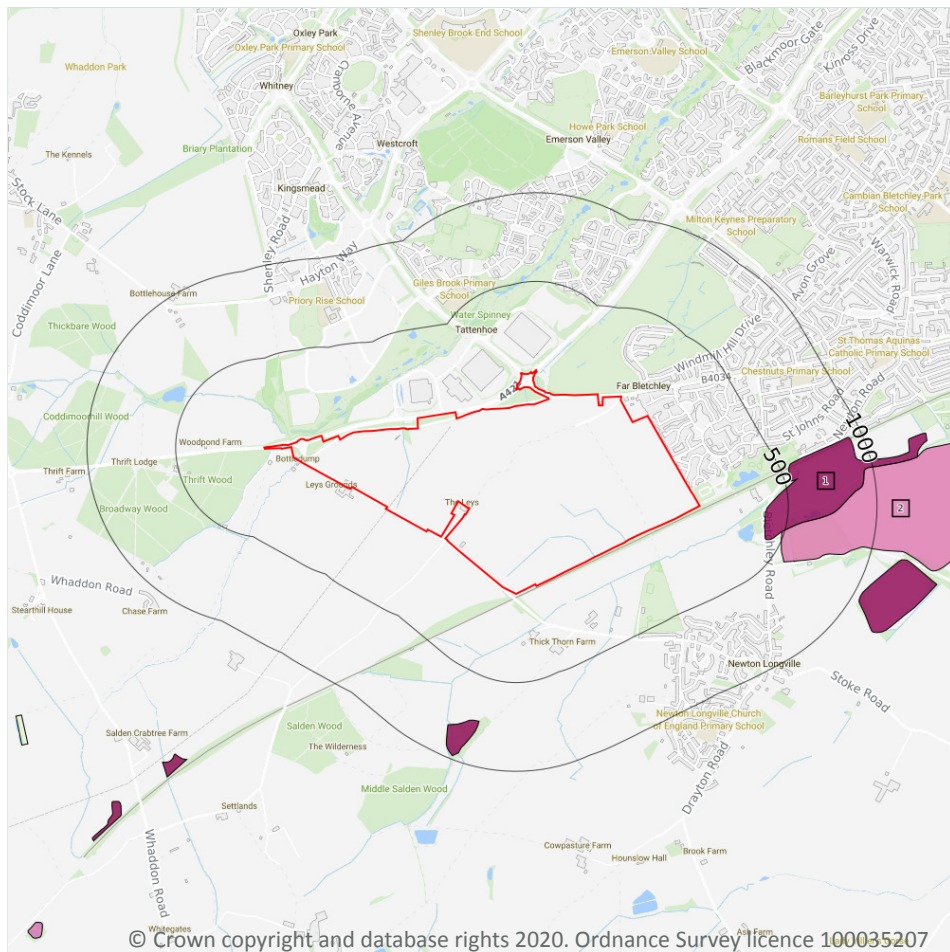 Oxley Park
Oxley Park Primary School
Shenley Brook End School
Emerson Valley School
Blackmoor Gate
Kinross Drive
Whaddon Park
Whitney
Camborne Avenue
Barleyhurst Park Primary
School
Howe Park School
Emerson Valley
Romans Field School
Westcroft
Briary Plantation
The Kennels
Stock Lane
Kingsmead
Cambian Bletchley Park
School
Milton Keynes Preparatory
School
Shenley Road
Hayton Way
Coddimoor Lane
Avon Grove
Warwick Road
Bottlehouse Farm
Giles Brook Primary
School
Priory Rise School
Water Spinney
Tattenhoe
Thickbare Wood
Windmill Hill Drive
St Thomas Aquinas
Catholic Primary School
Chestnuts Primary School
B4034
Far Bletchley
A421
Coddimoorhill Wood
St Johns Road
Newton Road
Woodpond Farm
Bottledump
Thrift Farm
Thrift Lodge
Thrift Wood
Leys Grounds
The Leys
Broadway Wood
500
1000
1
2
Whaddon Road
Stearthill House
Chase Farm
Thick Thorn Farm
Newton Longville
Stoke Road
Newton Longville Church
of England Primary School
Salden Wood
Salden Crabtree Farm
The Wilderness
Middle Salden Wood
Drayton Road
Settlands
Whaddon Road
Cowpasture Farm
Hounslow Hall
Brook Farm
Whitegates
© Crown copyright and database rights 2020. Ordnance Survey licence 100035207